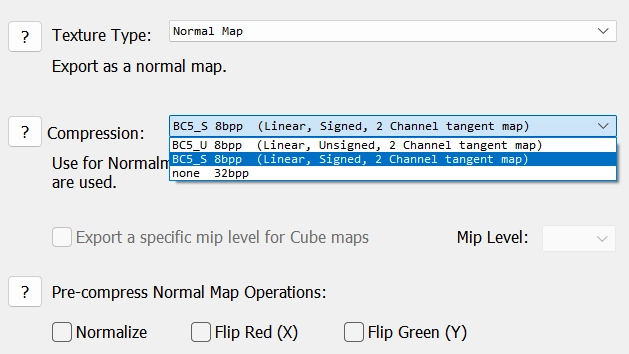 ? Texture Type: Normal Map
Export as a normal map.
? Compression: BC5_S 8bpp (Linear, Signed, 2 Channel tangent map)
BC5_U 8bpp (Linear, Unsigned, 2 Channel tangent map)
Use for Normalm BC5_S 8bpp (Linear, Signed, 2 Channel tangent map)
none 32bpp
are used.
Export a specific mip level for Cube maps Mip Level:
? Pre-compress Normal Map Operations:
Normalize Flip Red (X) Flip Green (Y)